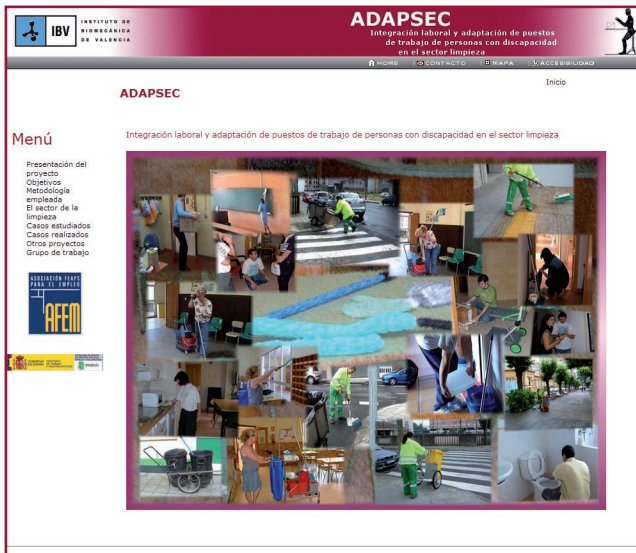 IBV
INSTITUTO DE
BIOMECÁNICA
DE VALENCIA
ADAPSEC
Integración laboral y adaptación de puestos
de trabajo de personas con discapacidad
en el sector limpieza
HOME
CONTACTO
MAPA
ACCESIBILIDAD
Inicio
ADAPSEC
Menú
Integración laboral y adaptación de puestos de trabajo de personas con discapacidad en el sector limpieza
Presentación del
proyecto
Objetivos
Metodología
empleada
El sector de la
limpieza
Casos estudiados
Casos realizados
Otros proyectos
Grupo de trabajo
ASOCIACIÓN FEAPS
PARA EL EMPLEO
AFEM